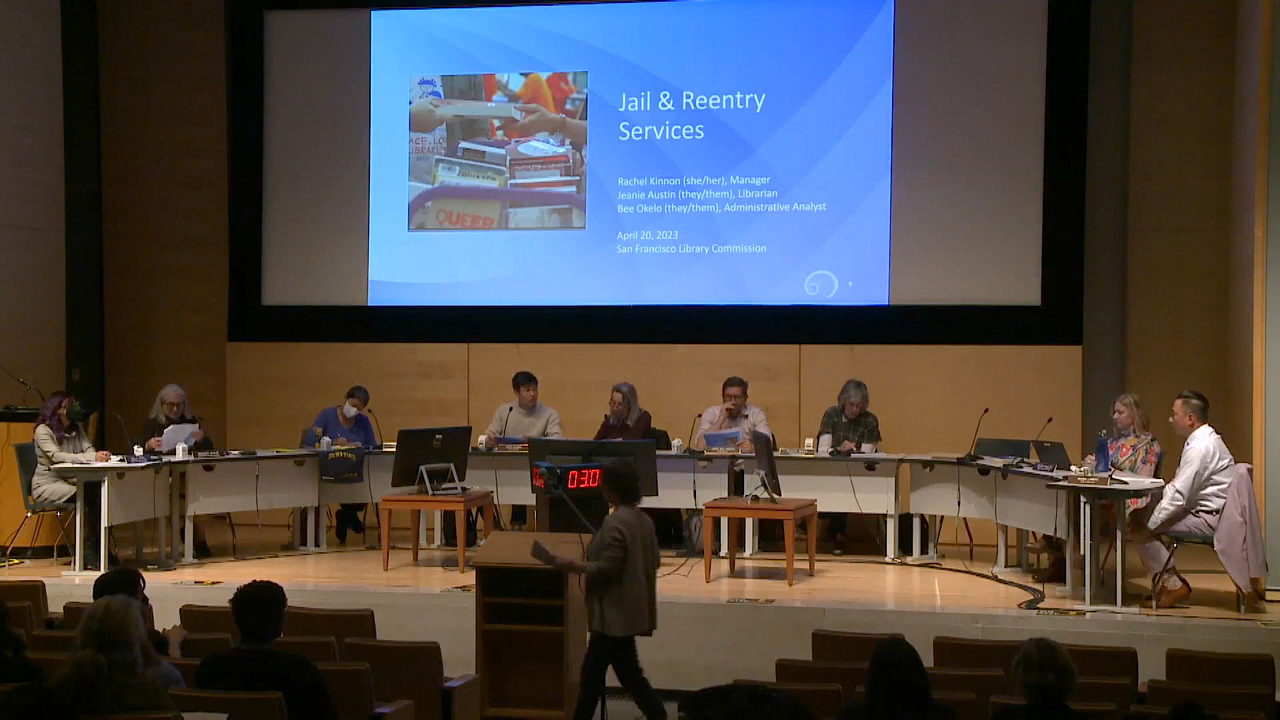 Jail & Reentry
Services
Rachel Kinnon (she/her), Manager
Jeanie Austin (they/them), Librarian
Bee Okelo (they/them), Administrative Analyst
April 20, 2023
San Francisco Library Commission
QUEER
030